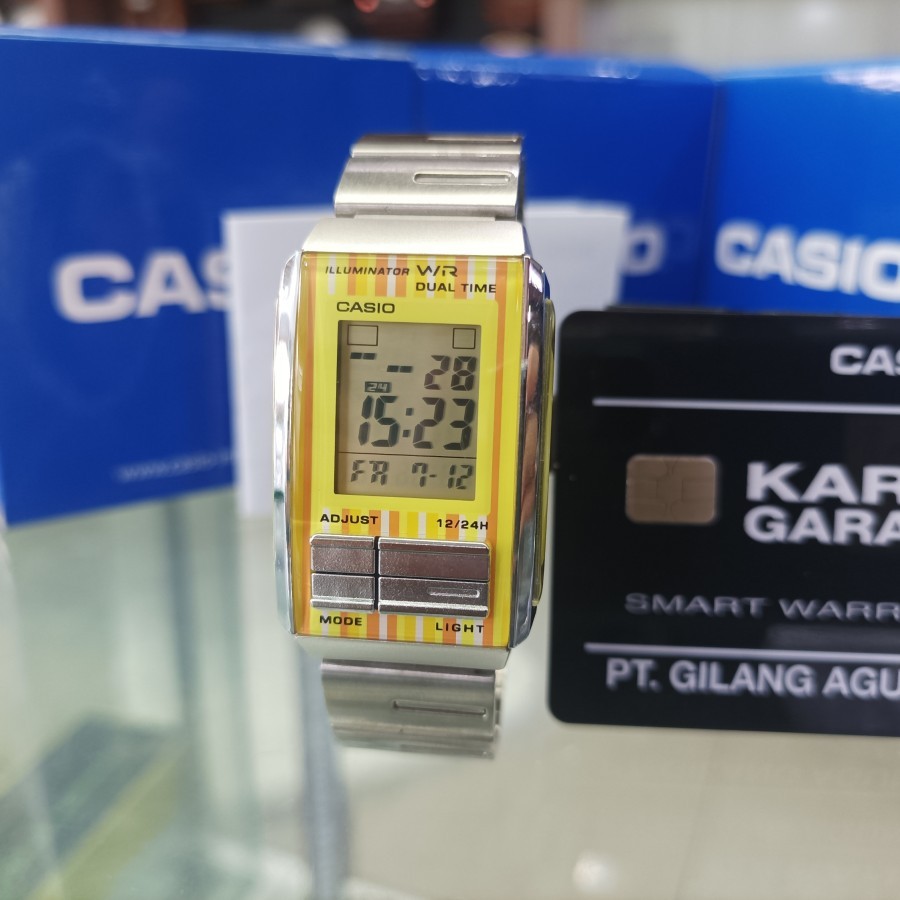 CAS
O
CASIO
ILLUMINATOR WR
DUAL TIME
CASIO
28
24
15:23
FR 7-12
ADJUST 12/24H
MODE LIGHT
CAS
KAR
GARA
SMART WARR
PT. GILANG AGU